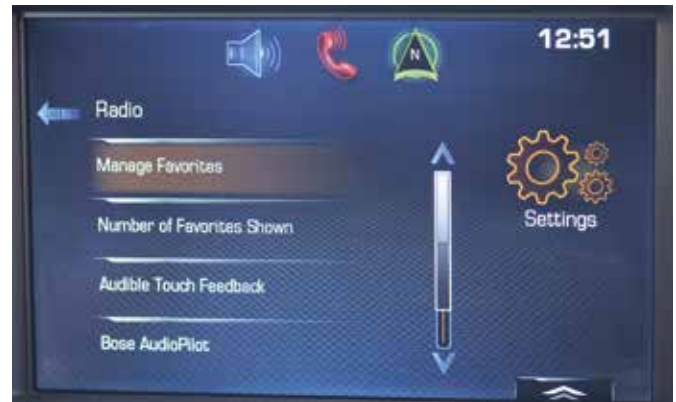 12:51
N
Radio
Manage Favorites
Number of Favorites Shown
Settings
Audible Touch Feedback
Bose AudioPilot